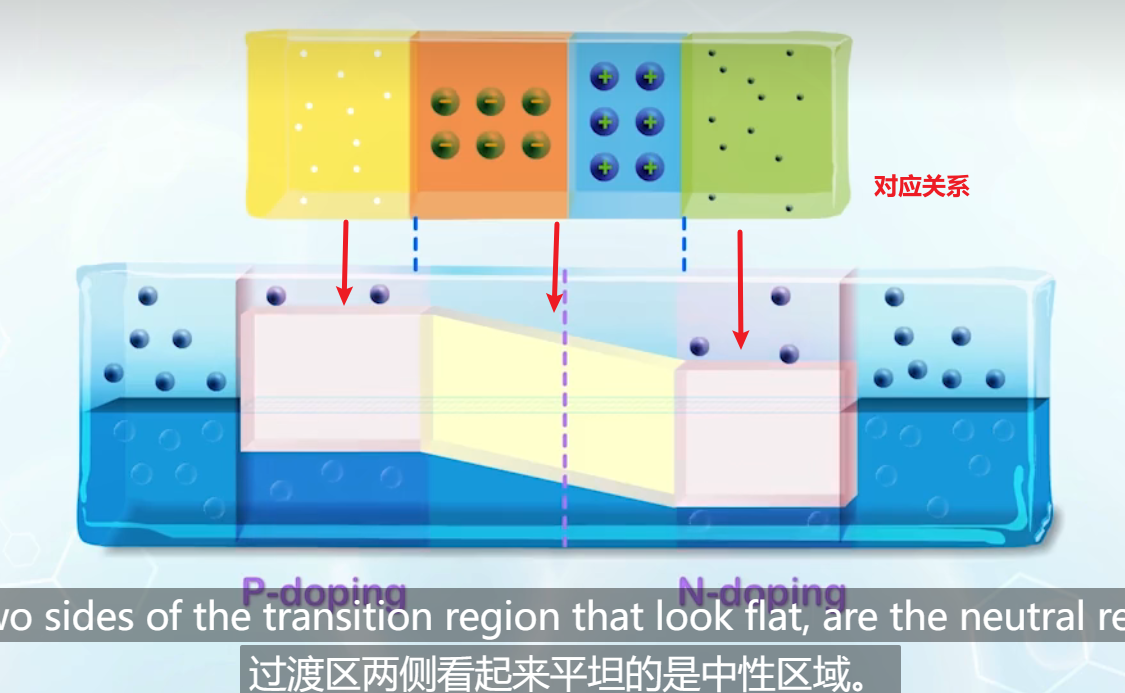 对应关系
P-doping
N-doping
wo sides of the transition region that look flat, are the neutral re
过渡区两侧看起来平坦的是中性区域。